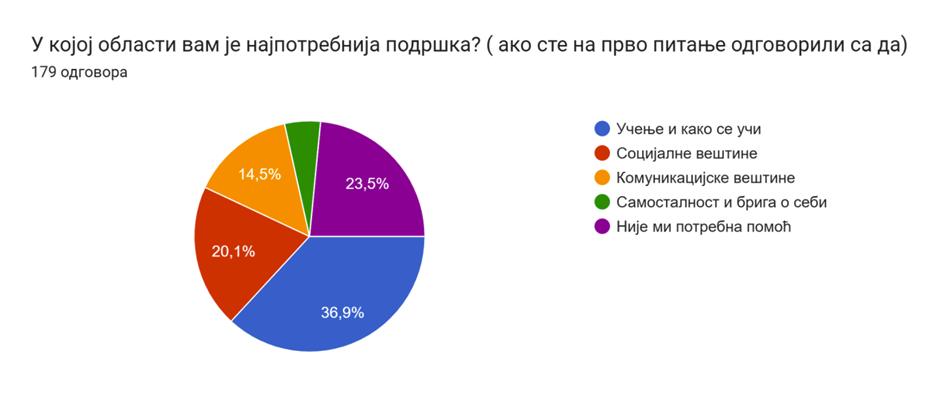 У којој области вам је најпотребнија подршка? ( ако сте на прво питање одговорили са да)
179 одговора
14,5%
23,5%
20,1%
36,9%
Учење и како се учи
Социјалне вештине
Комуникацијске вештине
Самосталност и брига о себи
Није ми потребна помоћ